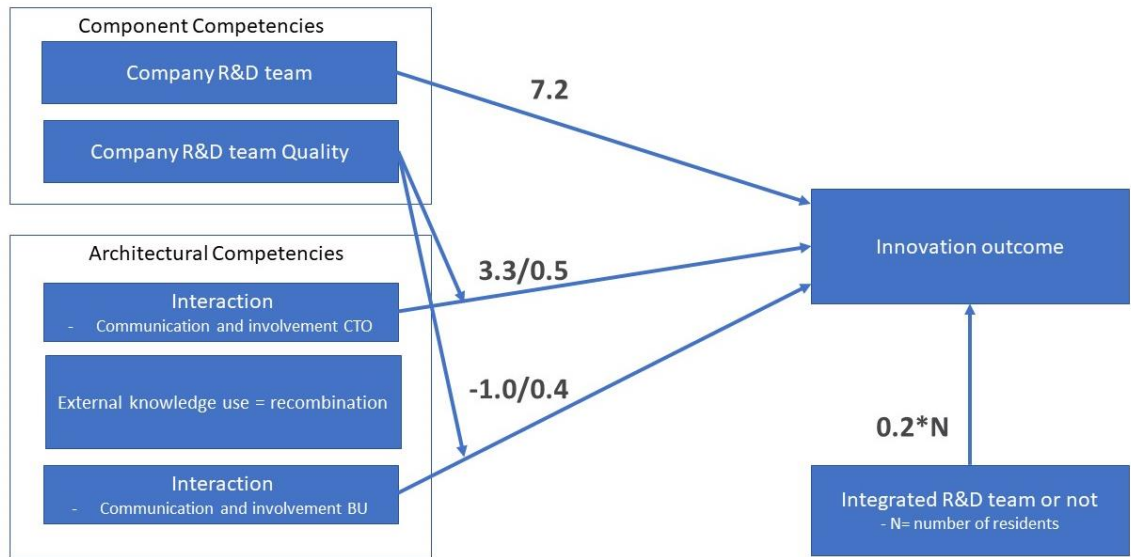 Component Competencies
Company R&D team
Company R&D team Quality
7.2
Architectural Competencies
Interaction
- Communication and involvement CTO
3.3/0.5
External knowledge use = recombination
-1.0/0.4
Interaction
- Communication and involvement BU
Innovation outcome
0.2*N
Integrated R&D team or not
- N= number of residents